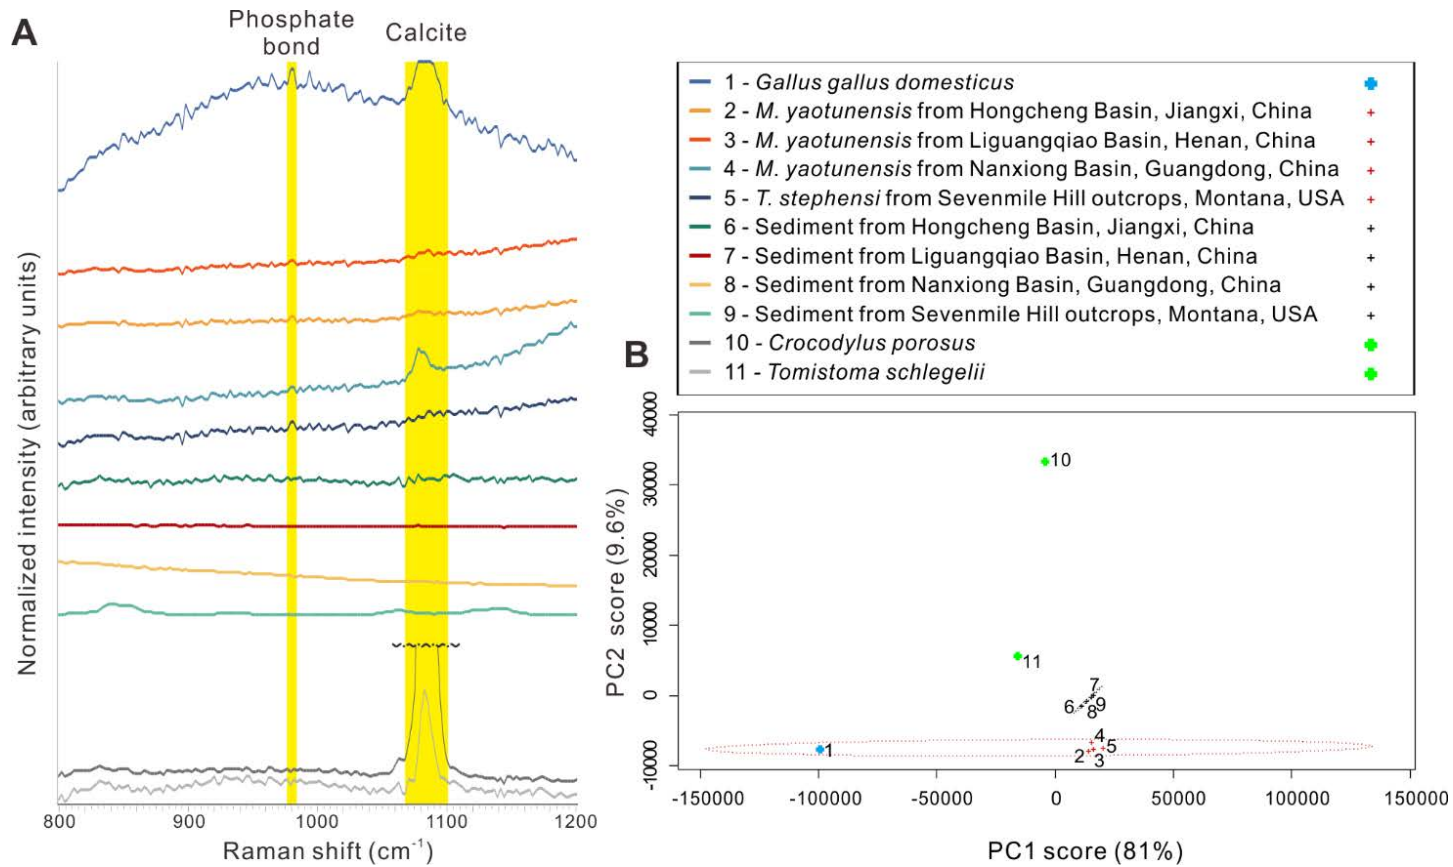 A
Phosphate
bond
Calcite
Normalized intensity (arbitrary units)
800
900
1000
1100
1200
Raman shift (cm-1)
1 - Gallus gallus domesticus
2 - M. yaotunensis from Hongcheng Basin, Jiangxi, China
3 - M. yaotunensis from Liguangqiao Basin, Henan, China
4 - M. yaotunensis from Nanxiong Basin, Guangdong, China
5 - T. stephensi from Sevenmile Hill outcrops, Montana, USA
6 - Sediment from Hongcheng Basin, Jiangxi, China
7 - Sediment from Liguangqiao Basin, Henan, China
8 - Sediment from Nanxiong Basin, Guangdong, China
9 - Sediment from Sevenmile Hill outcrops, Montana, USA
10 - Crocodylus porosus
11 - Tomistoma schlegelii
B
PC2 score (9.6%)
40000
30000
20000
10000
0
-10000
10
11
7
6
9
8
4
1
5
2
3
-150000
-100000
-50000
0
50000
100000
150000
PC1 score (81%)